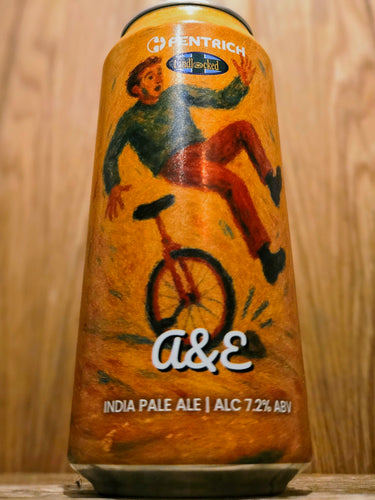 PENTRICH
A&E
INDIA PALE ALE | ALC 7.2% ABV